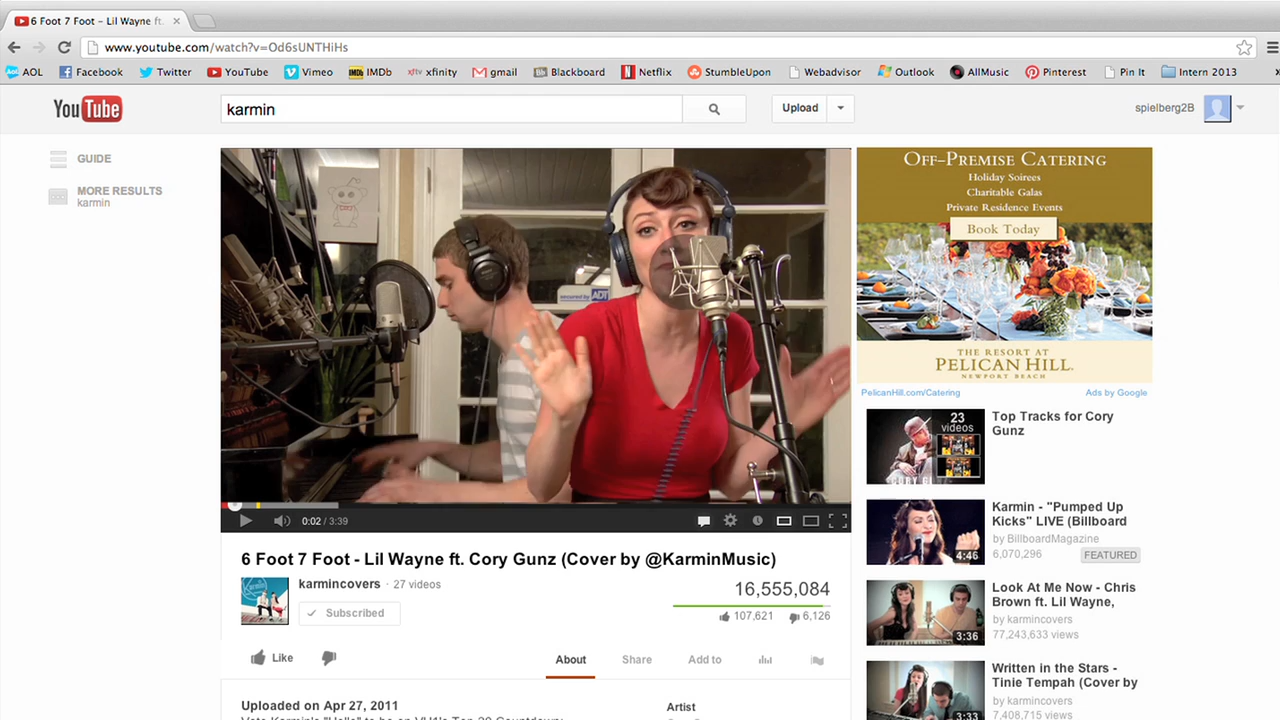 6 Foot 7 Foot - Lil Wayne ft.
www.youtube.com/watch?v=Od6sUNTHiHs
AOL Facebook Twitter YouTube Vimeo IMDb xfinity gmail Blackboard Netflix StumbleUpon Webadvisor Outlook AllMusic Pinterest Pin It Intern 2013
YouTube karmin Upload spielberg2B
GUIDE
MORE RESULTS
karmin
secured by ADT
0:02 / 3:39
6 Foot 7 Foot - Lil Wayne ft. Cory Gunz (Cover by @KarminMusic)
karmincovers · 27 videos
Subscribed
16,555,084
107,621 6,126
Like About Share Add to
Uploaded on Apr 27, 2011
Artist
OFF-PREMISE CATERING
Holiday Soirees
Charitable Galas
Private Residence Events
Book Today
THE RESORT AT
PELICAN HILL.
NEWPORT BEACH
PelicanHill.com/Catering Ads by Google
23
videos
Top Tracks for Cory
Gunz
4:46
Karmin - "Pumped Up
Kicks" LIVE (Billboard
by BillboardMagazine
6,070,296 FEATURED
3:36
Look At Me Now - Chris
Brown ft. Lil Wayne,
by karmincovers
77,243,633 views
3:33
Written in the Stars -
Tinie Tempah (Cover by
by karmincovers
7,408,715 views